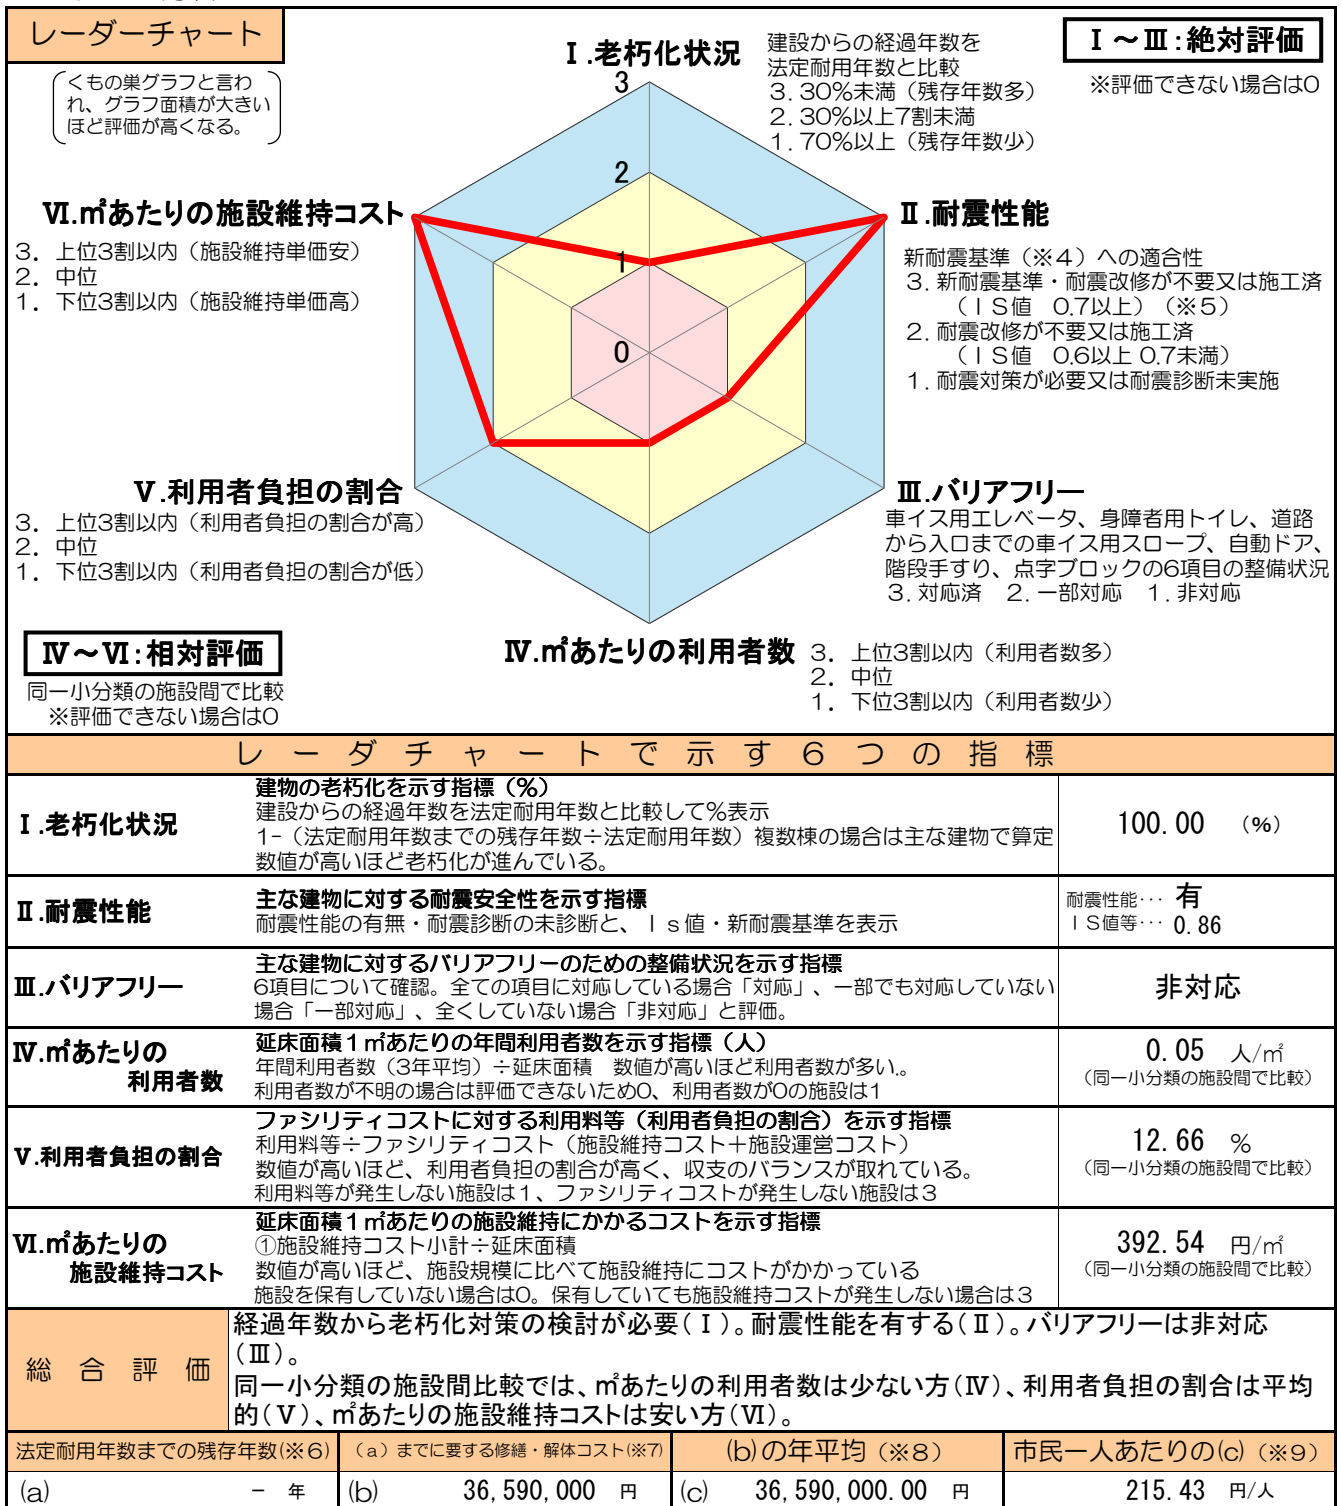 レーダーチャート
くもの巣グラフと言わ
れ、グラフ面積が大きい
ほど評価が高くなる。
Ⅰ.老朽化状況
建設からの経過年数を
法定耐用年数と比較
3.30%未満（残存年数多）
2.30%以上7割未満
1.70%以上（残存年数少）
Ⅰ～Ⅲ:絶対評価
※評価できない場合は0
3
2
1
0
Ⅵ.㎡あたりの施設維持コスト
3. 上位3割以内（施設維持単価安）
2. 中位
1. 下位3割以内（施設維持単価高）
Ⅱ.耐震性能
新耐震基準（※４）への適合性
3.新耐震基準・耐震改修が不要又は施工済
（ＩＳ値　0.7以上）（※５）
2.耐震改修が不要又は施工済
（ＩＳ値　0.6以上 0.7未満）
1.耐震対策が必要又は耐震診断未実施
Ⅴ.利用者負担の割合
3. 上位3割以内（利用者負担の割合が高）
2. 中位
1. 下位3割以内（利用者負担の割合が低）
Ⅲ.バリアフリー
車イス用エレベータ、身障者用トイレ、道路
から入口までの車イス用スロープ、自動ドア、
階段手すり、点字ブロックの6項目の整備状況
3.対応済　2.一部対応　1.非対応
Ⅳ～Ⅵ:相対評価
同一小分類の施設間で比較
※評価できない場合は0
Ⅳ.㎡あたりの利用者数
3. 上位3割以内（利用者数多）
2. 中位
1. 下位3割以内（利用者数少）
レーダチャートで示す６つの指標
Ⅰ.老朽化状況
建物の老朽化を示す指標（%）
建設からの経過年数を法定耐用年数と比較して%表示
1-（法定耐用年数までの残存年数÷法定耐用年数）複数棟の場合は主な建物で算定
数値が高いほど老朽化が進んでいる。
100.00 （%）
Ⅱ.耐震性能
主な建物に対する耐震安全性を示す指標
耐震性能の有無・耐震診断の未診断と、Ｉｓ値・新耐震基準を表示
耐震性能… 有
ＩＳ値等… 0.86
Ⅲ.バリアフリー
主な建物に対するバリアフリーのための整備状況を示す指標
6項目について確認。全ての項目に対応している場合「対応」、一部でも対応していない
場合「一部対応」、全くしていない場合「非対応」と評価。
非対応
Ⅳ.㎡あたりの
利用者数
延床面積１㎡あたりの年間利用者数を示す指標（人）
年間利用者数（3年平均）÷延床面積　数値が高いほど利用者数が多い。
利用者数が不明の場合は評価できないため0、利用者数が0の施設は1
0.05 人/㎡
（同一小分類の施設間で比較）
Ⅴ.利用者負担の割合
ファシリティコストに対する利用料等（利用者負担の割合）を示す指標
利用料等÷ファシリティコスト（施設維持コスト＋施設運営コスト）
数値が高いほど、利用者負担の割合が高く、収支のバランスが取れている。
利用料等が発生しない施設は１、ファシリティコストが発生しない施設は３
12.66 %
（同一小分類の施設間で比較）
Ⅵ.㎡あたりの
施設維持コスト
延床面積１㎡あたりの施設維持にかかるコストを示す指標
①施設維持コスト小計÷延床面積
数値が高いほど、施設規模に比べて施設維持にコストがかかっている
施設を保有していない場合は0。保有していても施設維持コストが発生しない場合は３
392.54 円/㎡
（同一小分類の施設間で比較）
総合評価
経過年数から老朽化対策の検討が必要(Ⅰ)。耐震性能を有する(Ⅱ)。バリアフリーは非対応
(Ⅲ)。
同一小分類の施設間比較では、㎡あたりの利用者数は少ない方(Ⅳ)、利用者負担の割合は平均
的(Ⅴ)、㎡あたりの施設維持コストは安い方(Ⅵ)。
法定耐用年数までの残存年数(※６)
（a）までに要する修繕・解体コスト(※7)
(b)の年平均（※８）
市民一人あたりの(c)（※９）
(a) － 年
(b) 36,590,000 円
(c) 36,590,000.00 円
215.43 円/人